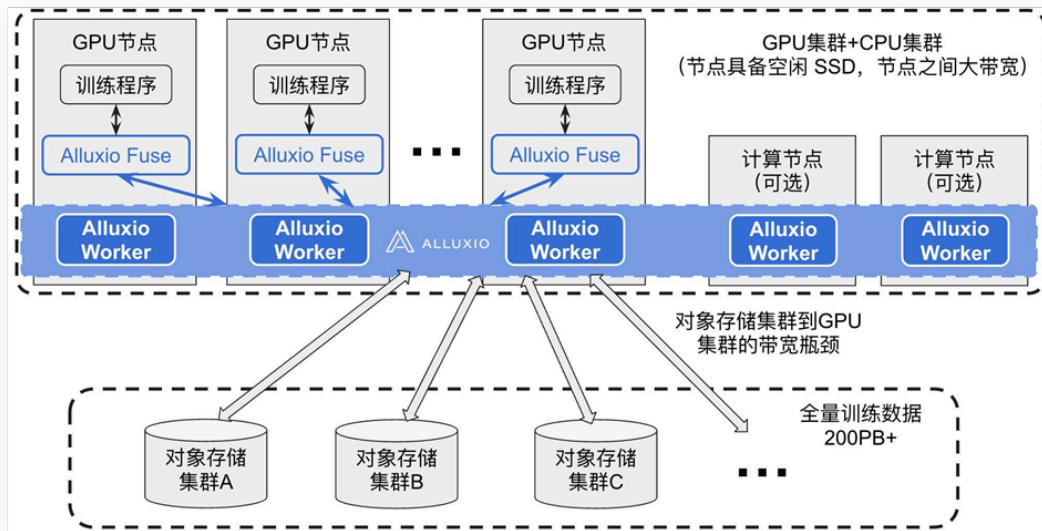 GPU节点
训练程序
Alluxio Fuse
Alluxio
Worker
GPU节点
训练程序
Alluxio Fuse
Alluxio
Worker
ALLUXIO
GPU节点
训练程序
Alluxio Fuse
Alluxio
Worker
GPU集群+CPU集群
(节点具备空闲 SSD，节点之间大带宽)
计算节点
(可选)
Alluxio
Worker
计算节点
(可选)
Alluxio
Worker
对象存储集群到GPU
集群的带宽瓶颈
全量训练数据
200PB+
对象存储
集群A
对象存储
集群B
对象存储
集群C